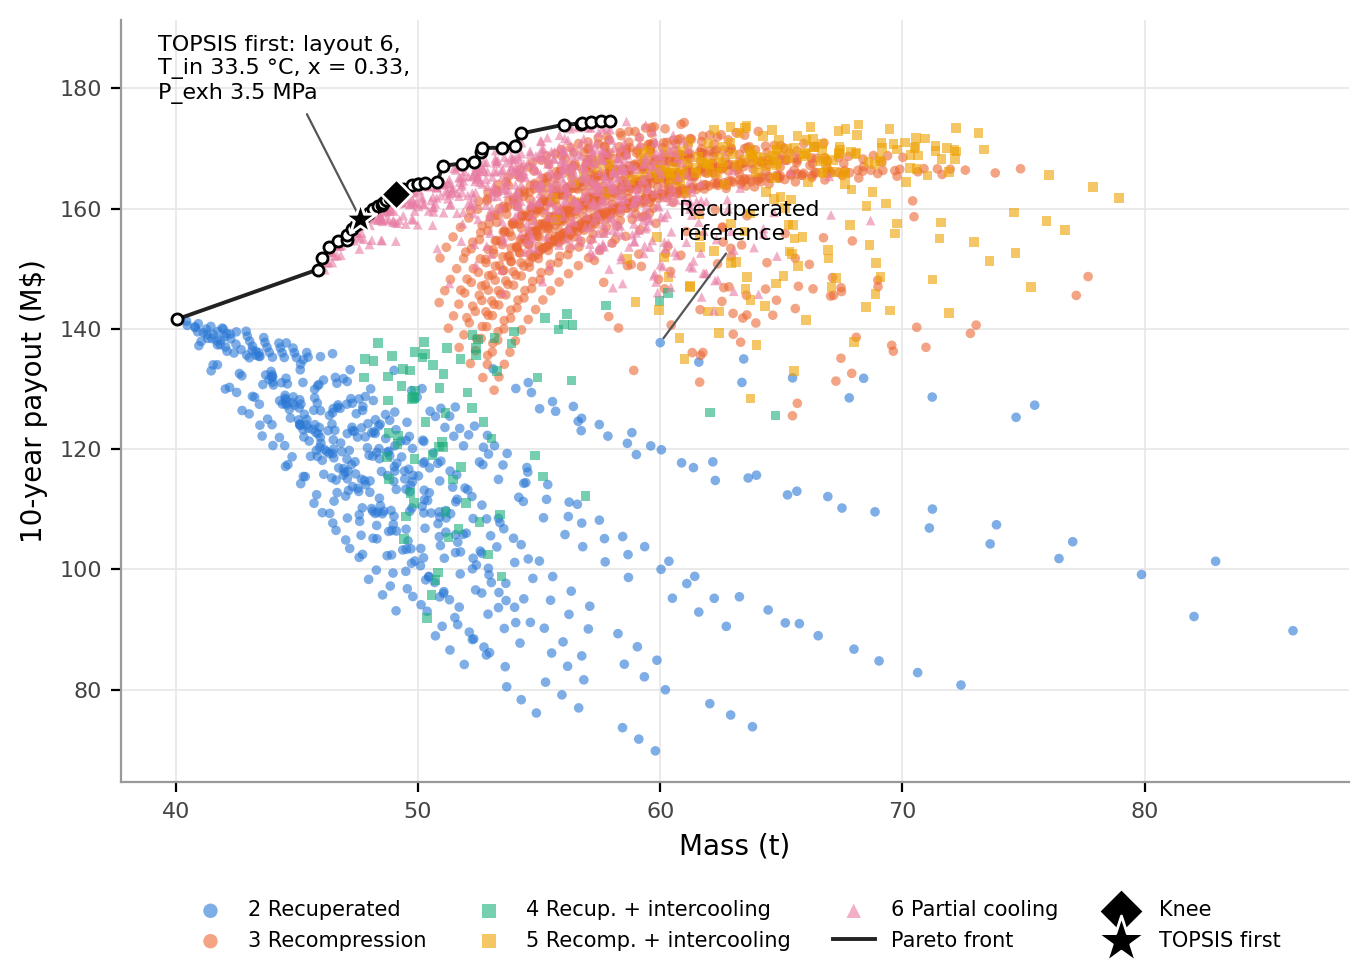 TOPSIS first: layout 6,
T_in 33.5 °C, x = 0.33,
P_exh 3.5 MPa
Recuperated
reference
10-year payout (M$)
180
160
140
120
100
80
40
50
60
70
80
Mass (t)
2 Recuperated
3 Recompression
4 Recup. + intercooling
5 Recomp. + intercooling
6 Partial cooling
Pareto front
Knee
TOPSIS first